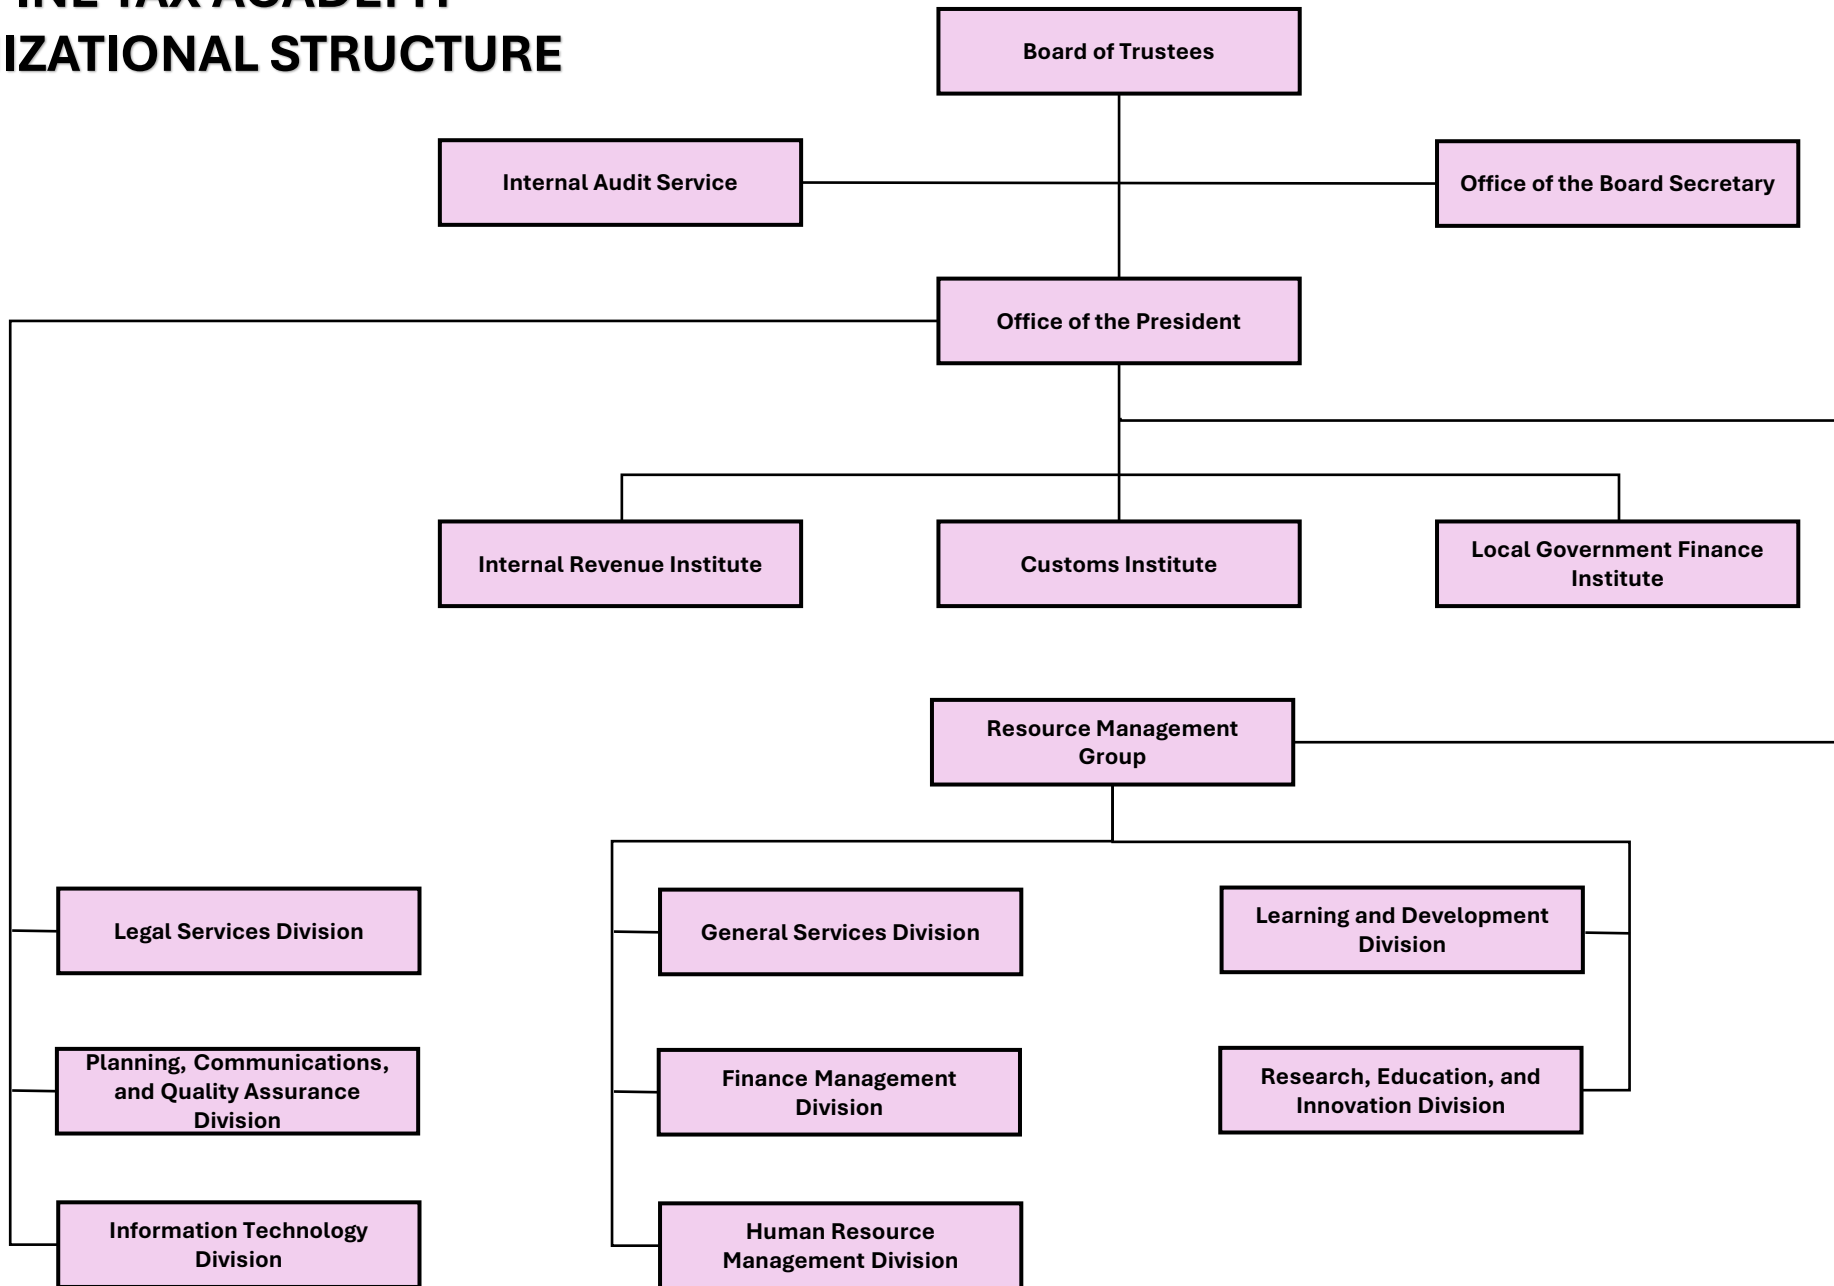 TAX ACADEMY
IZATIONAL STRUCTURE
Board of Trustees
Internal Audit Service
Office of the Board Secretary
Office of the President
Internal Revenue Institute
Customs Institute
Local Government Finance
Institute
Resource Management
Group
Legal Services Division
General Services Division
Learning and Development
Division
Planning, Communications,
and Quality Assurance
Division
Finance Management
Division
Research, Education, and
Innovation Division
Information Technology
Division
Human Resource
Management Division